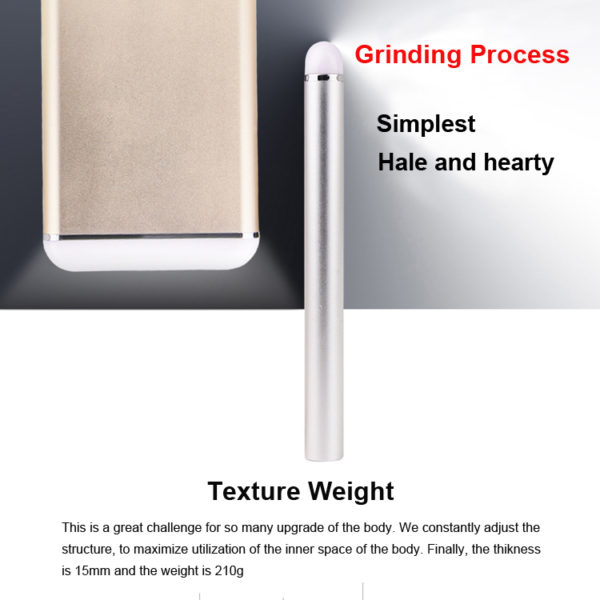 Grinding Process
Simplest
Hale and hearty
Texture Weight
This is a great challenge for so many upgrade of the body. We constantly adjust the
structure, to maximize utilization of the inner space of the body. Finally, the thikness
is 15mm and the weight is 210g